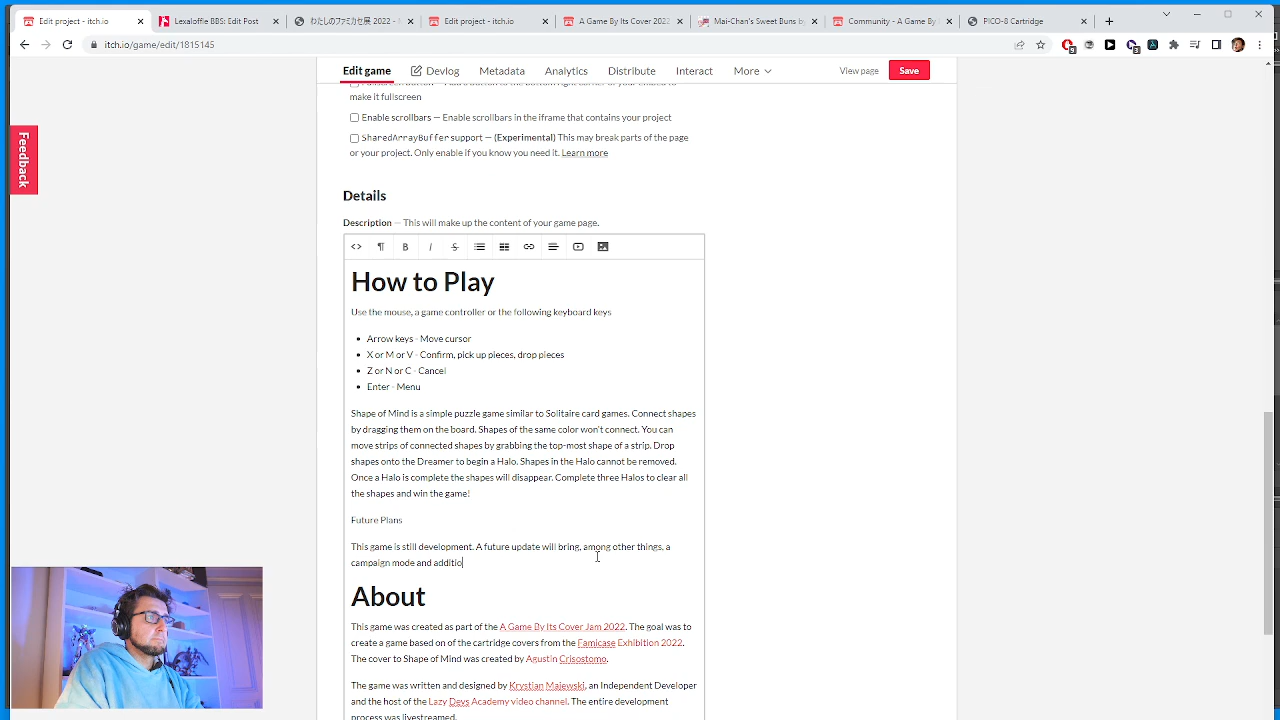 Edit project - itch.io
Lexaloffle BBS: Edit Post
わたしのファミカセ展 2022 -
Edit project - itch.io
A Game By Its Cover 2022
Mai-Chan's Sweet Buns by
Community - A Game By
PICO-8 Cartridge
itch.io/game/edit/1815145
Edit game
Devlog
Metadata
Analytics
Distribute
Interact
More
View page
Save
Feedback
make it fullscreen
Enable scrollbars — Enable scrollbars in the iframe that contains your project
SharedArrayBuffer support — (Experimental) This may break parts of the page
or your project. Only enable if you know you need it. Learn more
Details
Description — This will make up the content of your game page.
How to Play
Use the mouse, a game controller or the following keyboard keys
Arrow keys - Move cursor
X or M or V - Confirm, pick up pieces, drop pieces
Z or N or C - Cancel
Enter - Menu
Shape of Mind is a simple puzzle game similar to Solitaire card games. Connect shapes
by dragging them on the board. Shapes of the same color won't connect. You can
move strips of connected shapes by grabbing the top-most shape of a strip. Drop
shapes onto the Dreamer to begin a Halo. Shapes in the Halo cannot be removed.
Once a Halo is complete the shapes will disappear. Complete three Halos to clear all
the shapes and win the game!
Future Plans
This game is still development. A future update will bring, among other things, a
campaign mode and additio
About
This game was created as part of the A Game By Its Cover Jam 2022. The goal was to
create a game based on of the cartridge covers from the Famicase Exhibition 2022.
The cover to Shape of Mind was created by Agustin Crisostomo.
The game was written and designed by Krystian Majewski, an Independent Developer
and the host of the Lazy Devs Academy video channel. The entire development
process was livestreamed.